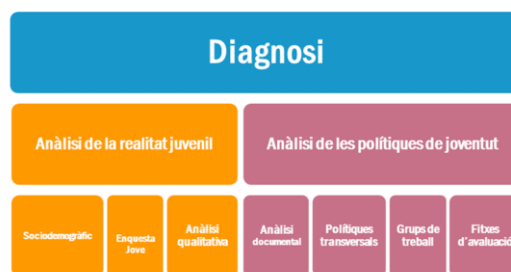 Diagnosi
Anàlisi de la realitat juvenil
Anàlisi de les polítiques de joventut
Sociodemogràfic
Enquesta
Jove
Anàlisi
qualitativa
Anàlisi
documental
Polítiques
transversals
Grups de
treball
Fitxes
d'avaluació